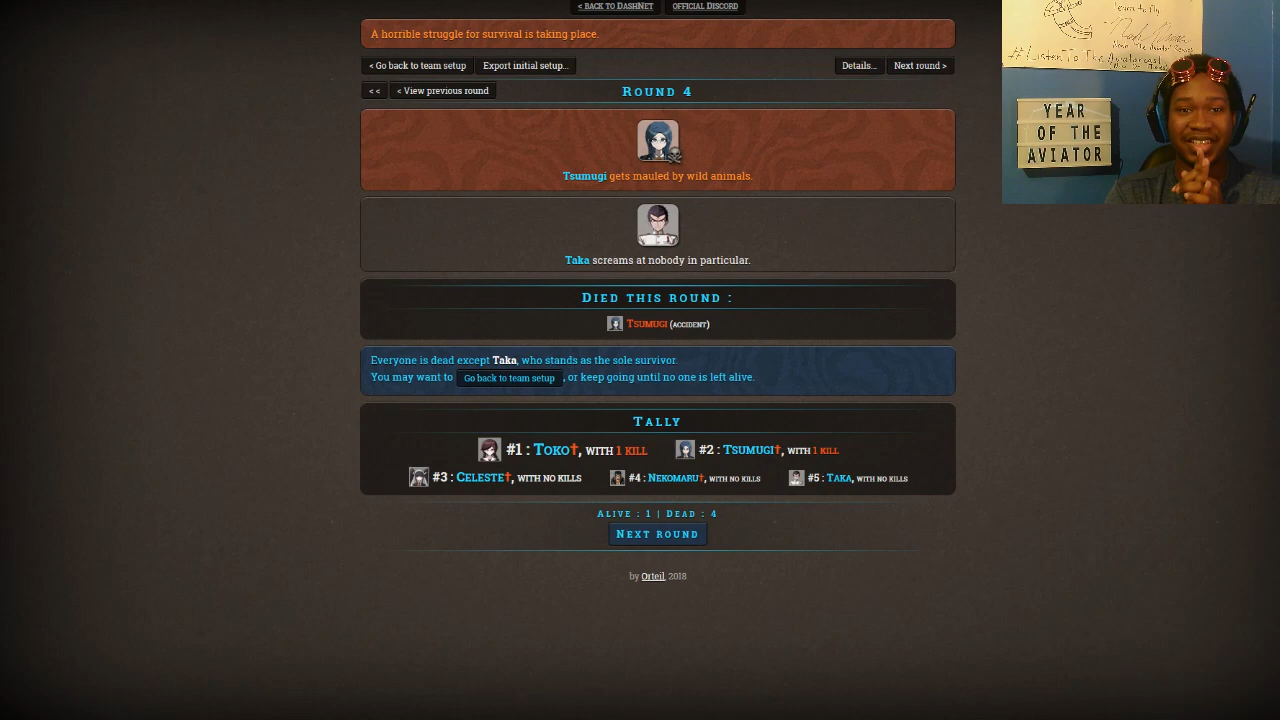 < Back to DashNet
Official Discord
A horrible struggle for survival is taking place.
< Go back to team setup
Export initial setup...
Details...
Next round >
< <
< View previous round
Round 4
Tsumugi gets mauled by wild animals.
Taka screams at nobody in particular.
Died this round :
Tsumugi (accident)
Everyone is dead except Taka, who stands as the sole survivor.
You may want to Go back to team setup, or keep going until no one is left alive.
Tally
#1 : Toko†, with 1 kill
#2 : Tsumugi†, with 1 kill
#3 : Celeste†, with no kills
#4 : Nekomaru†, with no kills
#5 : Taka, with no kills
Alive : 1 | Dead : 4
Next round
by Orteil 2018
learn to fly
#ListenToTheAviator
YEAR
OF THE
AVIATOR